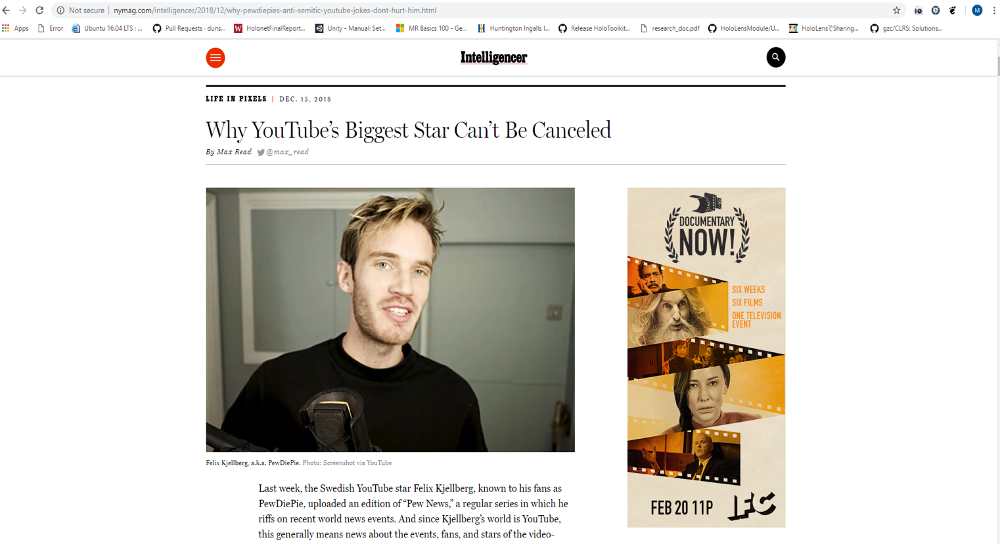 Not secure | nymag.com/intelligencer/2018/12/why-pewdiepies-anti-semitic-youtube-jokes-dont-hurt-him.html
M
Apps Error Ubuntu 16.04 LTS : ... Pull Requests · duns... HolonetFinalReport... Unity - Manual: Set... MR Basics 100 - Ge... Huntington Ingalls I... Release HoloToolkit... research_doc.pdf HoloLensModule/U... HoloLensでSharing... gzc/CLRS: Solutions...
Intelligencer
LIFE IN PIXELS | DEC. 15, 2018
Why YouTube’s Biggest Star Can’t Be Canceled
By Max Read @max_read
DOCUMENTARY
NOW!
SIX WEEKS
SIX FILMS
ONE TELEVISION
EVENT
FEB 20 11P IFC
Felix Kjellberg, a.k.a. PewDiePie. Photo: Screenshot via YouTube
Last week, the Swedish YouTube star Felix Kjellberg, known to his fans as
PewDiePie, uploaded an edition of “Pew News,” a regular series in which he
riffs on recent world news events. And since Kjellberg’s world is YouTube,
this generally means news about the events, fans, and stars of the video-